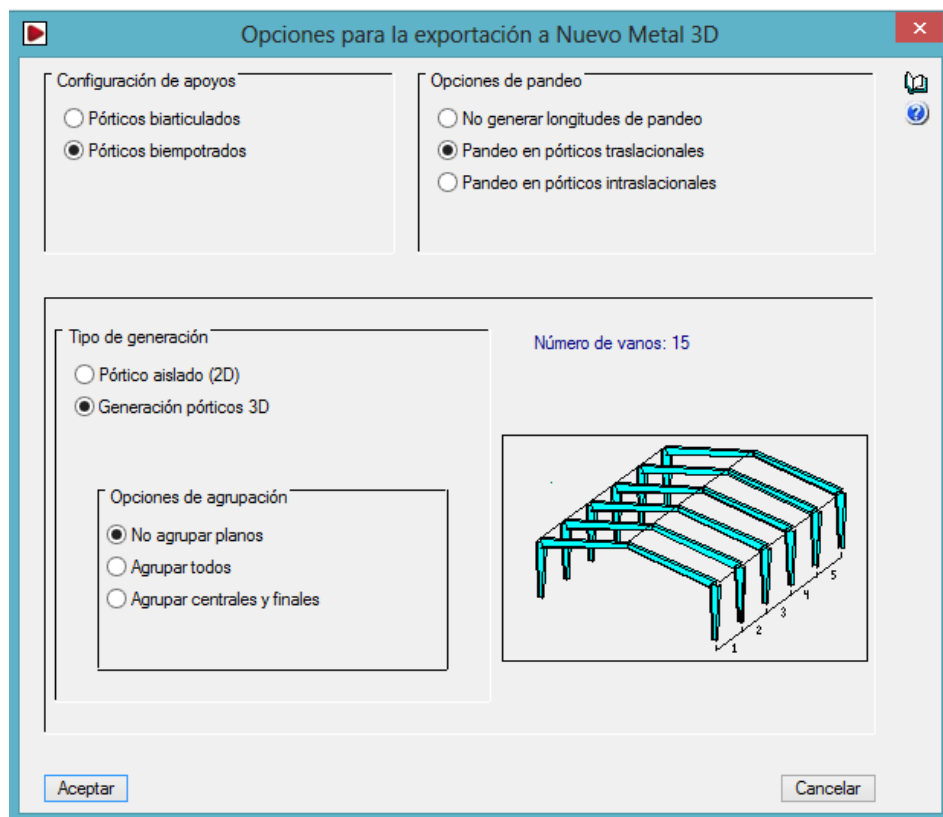 Opciones para la exportación a Nuevo Metal 3D
Configuración de apoyos
Pórticos biarticulados
Pórticos biempotrados
Opciones de pandeo
No generar longitudes de pandeo
Pandeo en pórticos traslacionales
Pandeo en pórticos intraslacionales
Tipo de generación
Pórtico aislado (2D)
Generación pórticos 3D
Opciones de agrupación
No agrupar planos
Agrupar todos
Agrupar centrales y finales
Número de vanos: 15
1
2
3
4
5
Aceptar
Cancelar